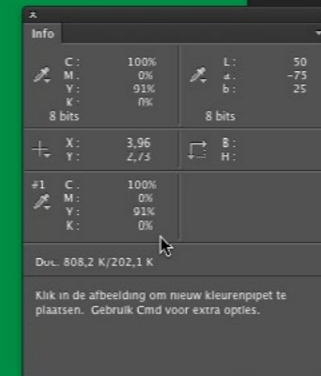 Info
C: 100% L: 50
M: 0% a: -75
Y: 91% b: 25
K: 0%
8 bits 8 bits
X: 3,96 B:
Y: 2,73 H:
#1 C: 100%
M: 0%
Y: 91%
K: 0%
Doc. 808,2 K/202,1 K
Klik in de afbeelding om nieuw kleurenpipet te
plaatsen. Gebruik Cmd voor extra opties.